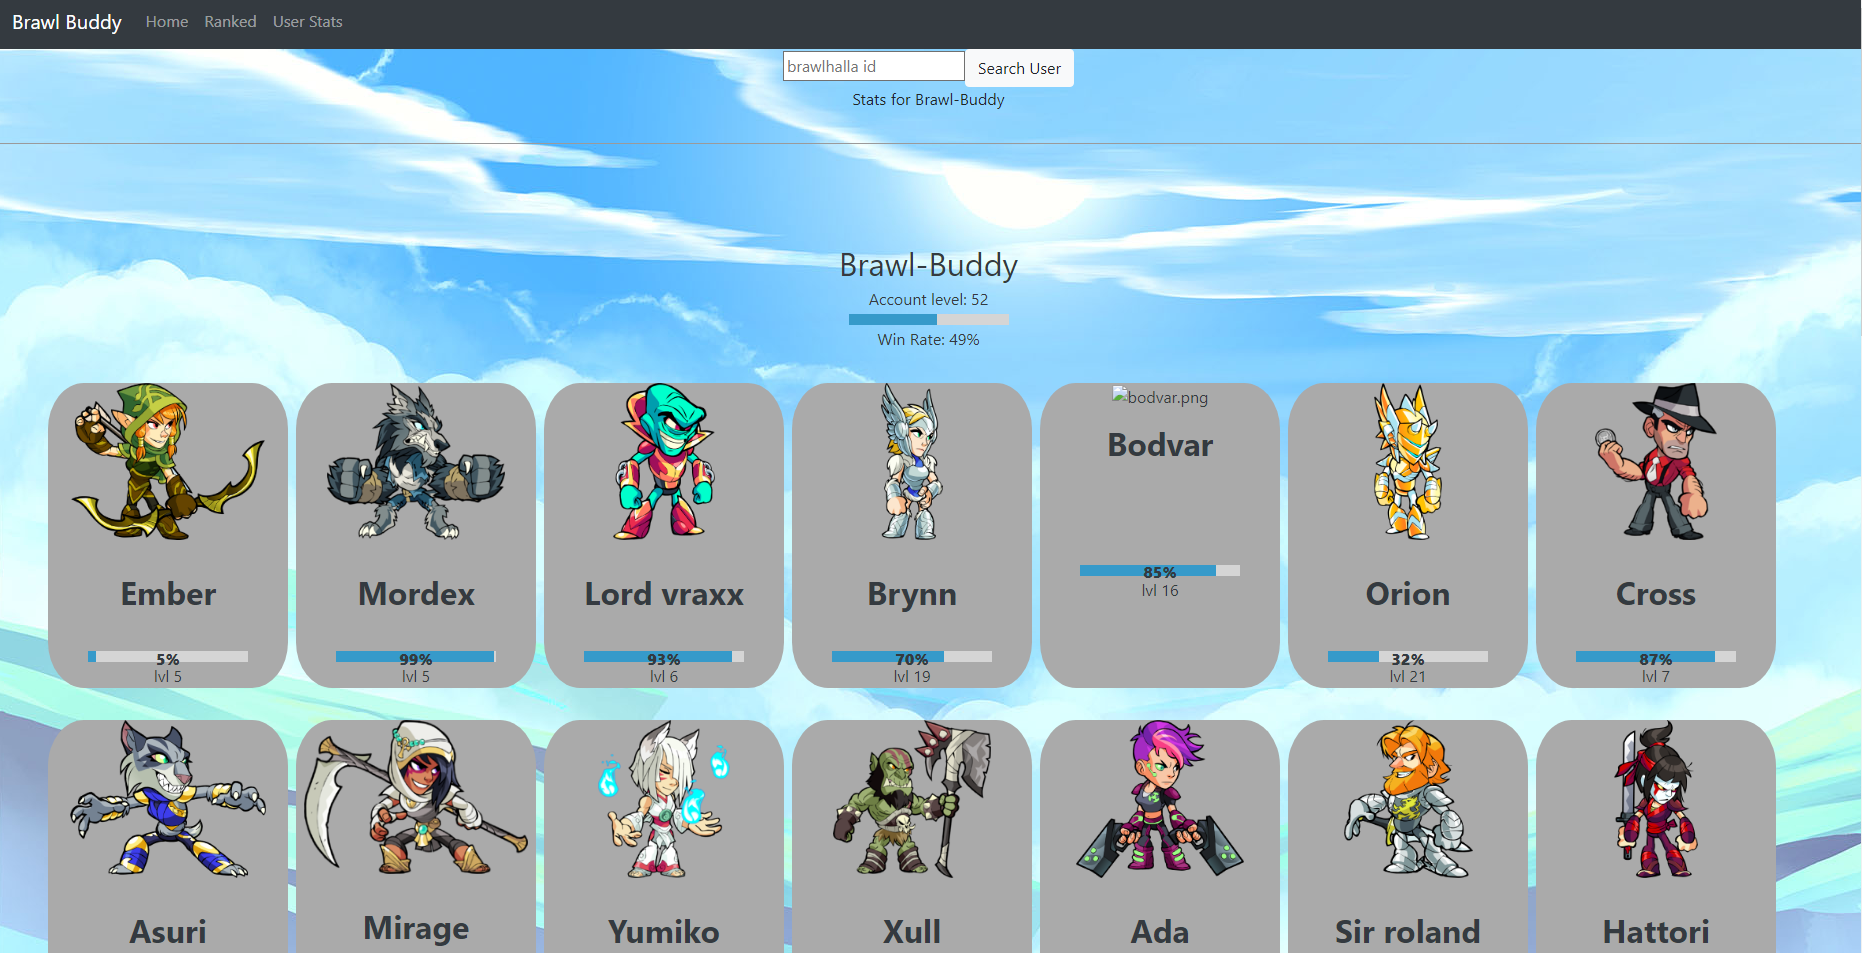 Brawl Buddy Home Ranked User Stats
brawlhalla id Search User
Stats for Brawl-Buddy
Brawl-Buddy
Account level: 52
Win Rate: 49%
bodvar.png
Bodvar
85%
lvl 16
Ember Mordex Lord vraxx Brynn Orion Cross
5% 99% 93% 70% 32% 87%
lvl 5 lvl 5 lvl 6 lvl 19 lvl 21 lvl 7
Asuri Mirage Yumiko Xull Ada Sir roland Hattori